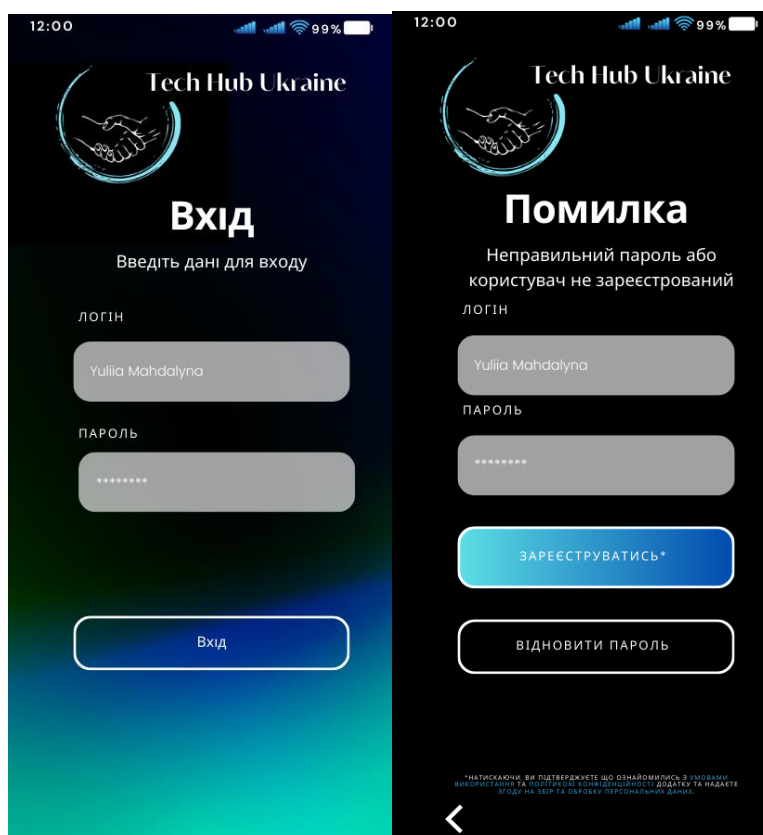 12:00
99%
Tech Hub Ukraine
Вхід
Введіть дані для входу
ЛОГІН
Yuliia Mahdalyna
ПАРОЛЬ
********
Вхід
12:00
99%
Tech Hub Ukraine
Помилка
Неправильний пароль або
користувач не зареєстрований
ЛОГІН
Yuliia Mahdalyna
ПАРОЛЬ
********
ЗАРЕЄСТРУВАТИСЬ*
ВІДНОВИТИ ПАРОЛЬ
*НАТИСКАЮЧИ, ВИ ПІДТВЕРДЖУЄТЕ ЩО ОЗНАЙОМИЛИСЬ З УМОВАМИ
ВИКОРИСТАННЯ ТА ПОЛІТИКОЮ КОНФІДЕНЦІЙНОСТІ ДОДАТКУ ТА НАДАЄТЕ
ЗГОДУ НА ЗБІР ТА ОБРОБКУ ПЕРСОНАЛЬНИХ ДАНИХ.